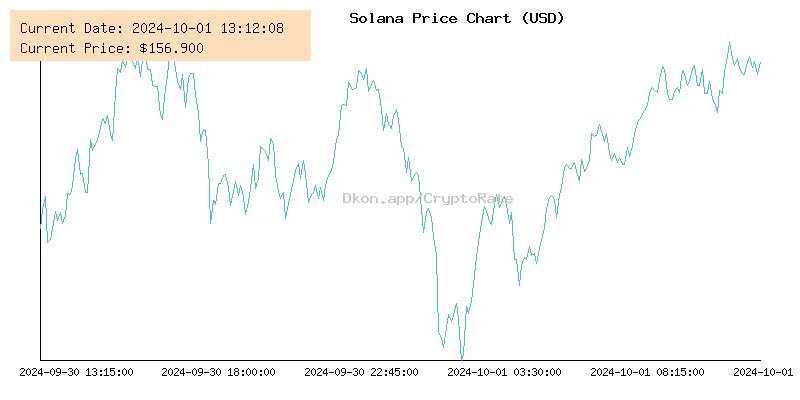 Solana Price Chart (USD)
Current Date: 2024-10-01 13:12:08
Current Price: $156.900
Dkon.app/CryptoRate
2024-09-30 13:15:00
2024-09-30 18:00:00
2024-09-30 22:45:00
2024-10-01 03:30:00
2024-10-01 08:15:00
2024-10-01